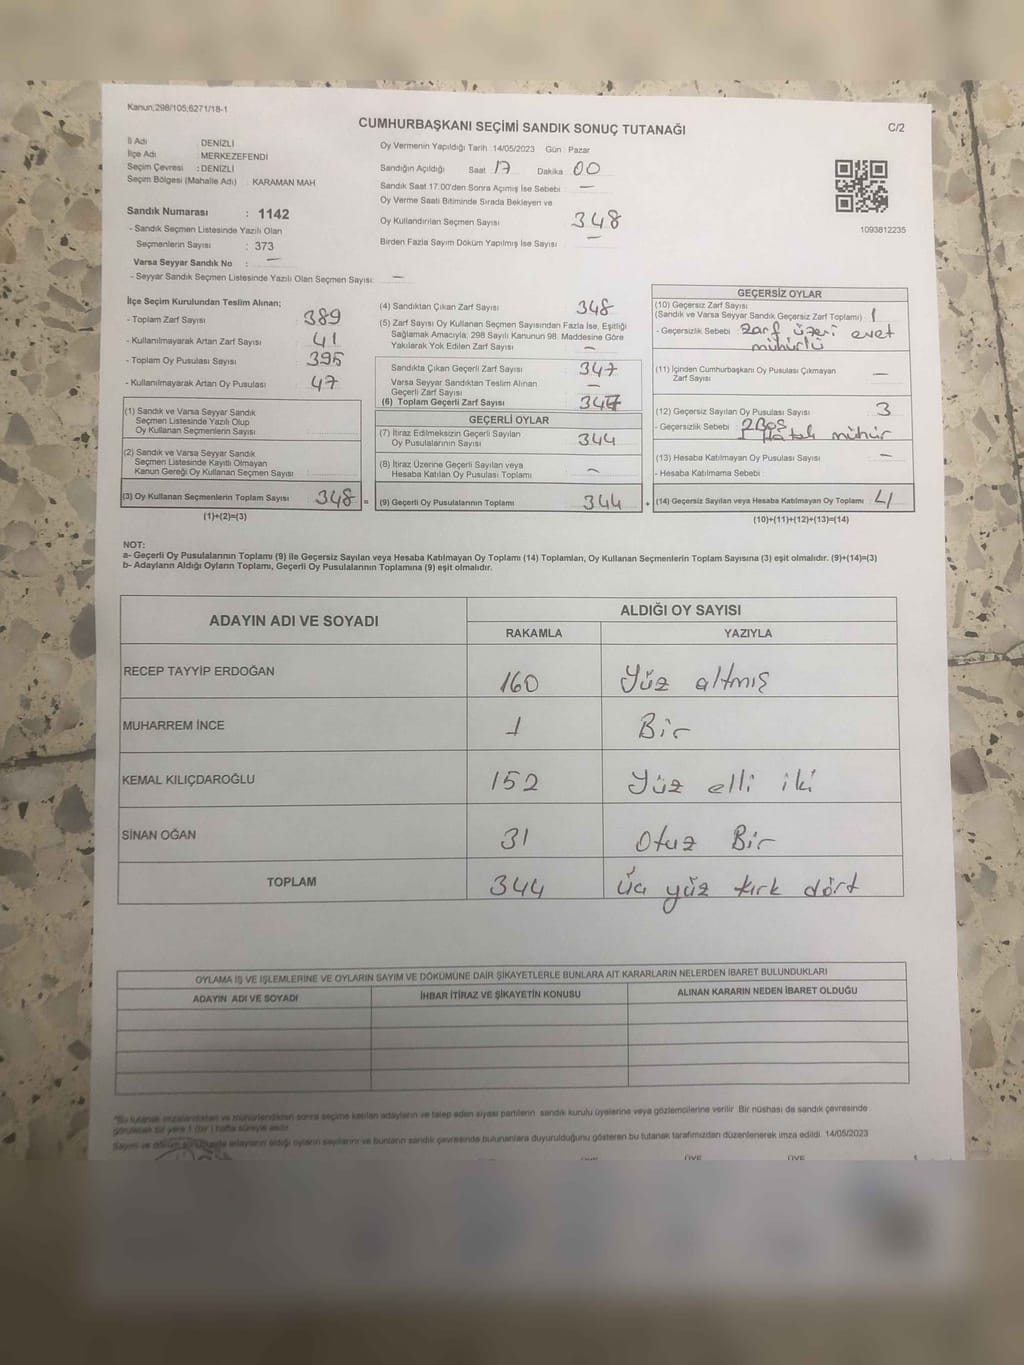 Kanun,298/105,6271/18-1
CUMHURBAŞKANI SEÇİMİ SANDIK SONUÇ TUTANAĞI
C/2
İl Adı DENİZLİ
İlçe Adı MERKEZEFENDİ
Seçim Çevresi : DENİZLİ
Seçim Bölgesi (Mahalle Adı) : KARAMAN MAH
Sandık Numarası : 1142
- Sandık Seçmen Listesinde Yazılı Olan
Seçmenlerin Sayısı : 373
Varsa Seyyar Sandık No : —
- Seyyar Sandık Seçmen Listesinde Yazılı Olan Seçmen Sayısı: —
Oy Vermenin Yapıldığı Tarih :14/05/2023 Gün : Pazar
Sandığın Açıldığı Saat 17 Dakika 00
Sandık Saat 17.00'den Sonra Açımış İse Sebebi —
Oy Verme Saati Bitiminde Sırada Bekleyen ve
Oy Kullandırılan Seçmen Sayısı 348
Birden Fazla Sayım Döküm Yapılmış İse Sayısı —
1093812235
İlçe Seçim Kurulundan Teslim Alınan;
- Toplam Zarf Sayısı 389
- Kullanılmayarak Artan Zarf Sayısı 41
- Toplam Oy Pusulası Sayısı 395
- Kullanılmayarak Artan Oy Pusulası 47
(1) Sandık ve Varsa Seyyar Sandık
Seçmen Listesinde Yazılı Olup
Oy Kullanan Seçmenlerin Sayısı
(2) Sandık ve Varsa Seyyar Sandık
Seçmen Listesinde Kayıtlı Olmayan
Kanun Gereği Oy Kullanan Seçmen Sayısı
(3) Oy Kullanan Seçmenlerin Toplam Sayısı 348 =
(1)+(2)=(3)
(4) Sandıktan Çıkan Zarf Sayısı 348
(5) Zarf Sayısı Oy Kullanan Seçmen Sayısından Fazla İse, Eşitliği
Sağlamak Amacıyla, 298 Sayılı Kanunun 98. Maddesine Göre
Yakılarak Yok Edilen Zarf Sayısı —
Sandıkta Çıkan Geçerli Zarf Sayısı 347
Varsa Seyyar Sandıktan Teslim Alınan
Geçerli Zarf Sayısı —
(6) Toplam Geçerli Zarf Sayısı 347
GEÇERLİ OYLAR
(7) İtiraz Edilmeksizin Geçerli Sayılan
Oy Pusulalarının Sayısı 344
(8) İtiraz Üzerine Geçerli Sayılan veya
Hesaba Katılan Oy Pusulası Toplamı —
(9) Geçerli Oy Pusulalarının Toplamı 344 +
GEÇERSİZ OYLAR
(10) Geçersiz Zarf Sayısı
(Sandık ve Varsa Seyyar Sandık Geçersiz Zarf Toplamı) 1
- Geçersizlik Sebebi : zarf üzeri evet
mühürlü
(11) İçinden Cumhurbaşkanı Oy Pusulası Çıkmayan
Zarf Sayısı —
(12) Geçersiz Sayılan Oy Pusulası Sayısı 3
- Geçersizlik Sebebi : 2 Boş
mühür
(13) Hesaba Katılmayan Oy Pusulası Sayısı —
- Hesaba Katılmama Sebebi
(14) Geçersiz Sayılan veya Hesaba Katılmayan Oy Toplamı 4
(10)+(11)+(12)+(13)=(14)
NOT:
a- Geçerli Oy Pusulalarının Toplamı (9) ile Geçersiz Sayılan veya Hesaba Katılmayan Oy Toplamı (14) Toplamları, Oy Kullanan Seçmenlerin Toplam Sayısına (3) eşit olmalıdır. (9)+(14)=(3)
b- Adayların Aldığı Oyların Toplamı, Geçerli Oy Pusulalarının Toplamına (9) eşit olmalıdır.
ADAYIN ADI VE SOYADI ALDIĞI OY SAYISI
RAKAMLA YAZIYLA
RECEP TAYYİP ERDOĞAN 160 Yüz altmış
MUHARREM İNCE 1 Bir
KEMAL KILIÇDAROĞLU 152 Yüz elli iki
SİNAN OĞAN 31 Otuz Bir
TOPLAM 344 üç yüz kırk dört
OYLAMA İŞ VE İŞLEMLERİNE VE OYLARIN SAYIM VE DÖKÜMÜNE DAİR ŞİKAYETLERLE BUNLARA AİT KARARLARIN NELERDEN İBARET BULUNDUKLARI
ADAYIN ADI VE SOYADI İHBAR İTİRAZ VE ŞİKAYETİN KONUSU ALINAN KARARIN NEDEN İBARET OLDUĞU
*Bu tutanak imzalandıktan ve mühürlendikten sonra seçime katılan adayların ve talep eden siyasi partilerin sandık kurulu üyelerine veya gözlemcilerine verilir. Bir nüshası da sandık çevresinde
görülecek bir yere 1 (bir) hafta süreyle asılır.
Sayım ve döküm sonucunda adayların aldığı oyların sayılarını ve bunların sandık çevresinde bulunanlara duyurulduğunu gösteren bu tutanak tarafımızdan düzenlenerek imza edildi. 14/05/2023
ÜYE ÜYE